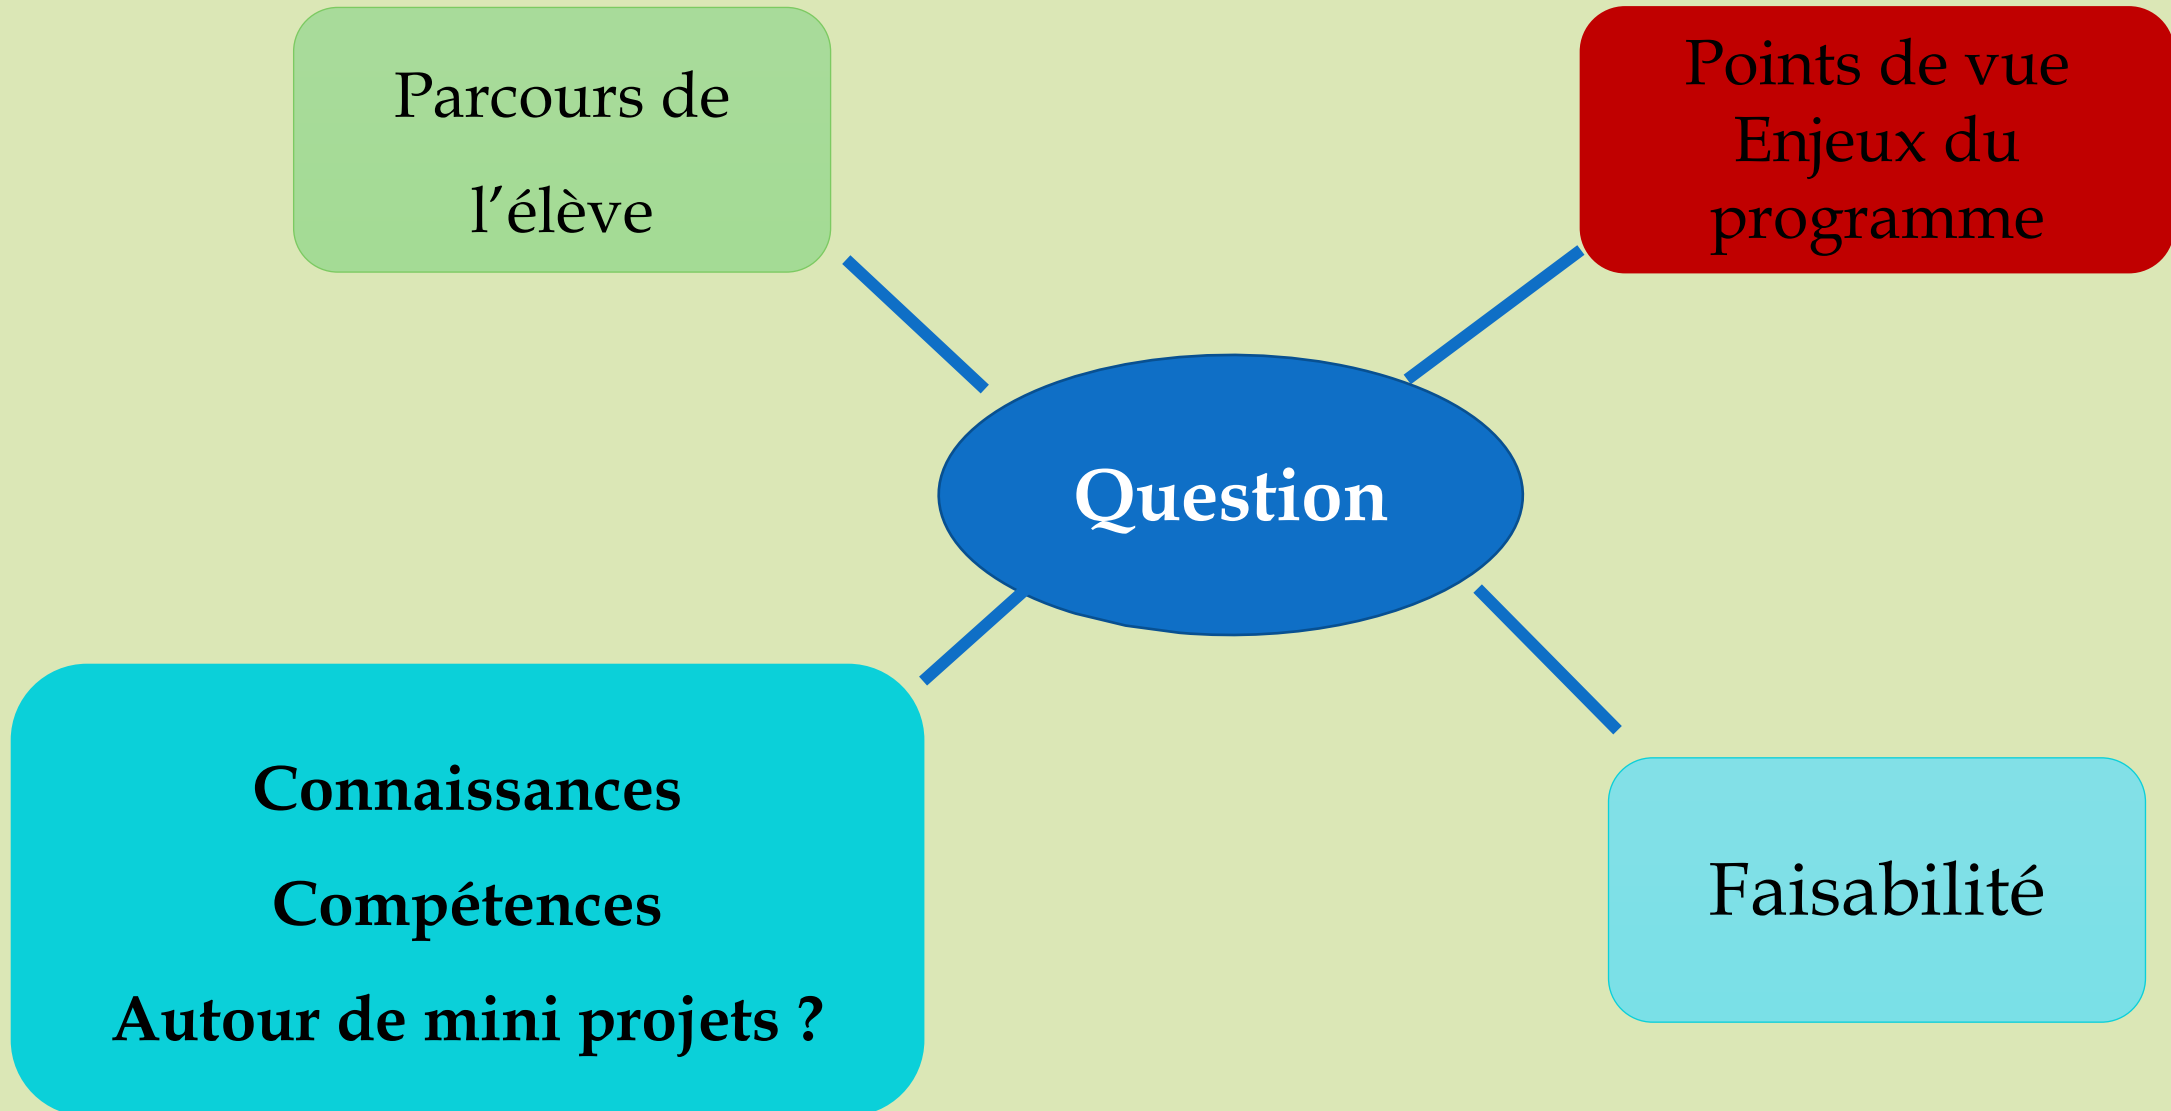 Parcours de
l’élève
Points de vue
Enjeux du
programme
Question
Connaissances
Compétences
Autour de mini projets ?
Faisabilité